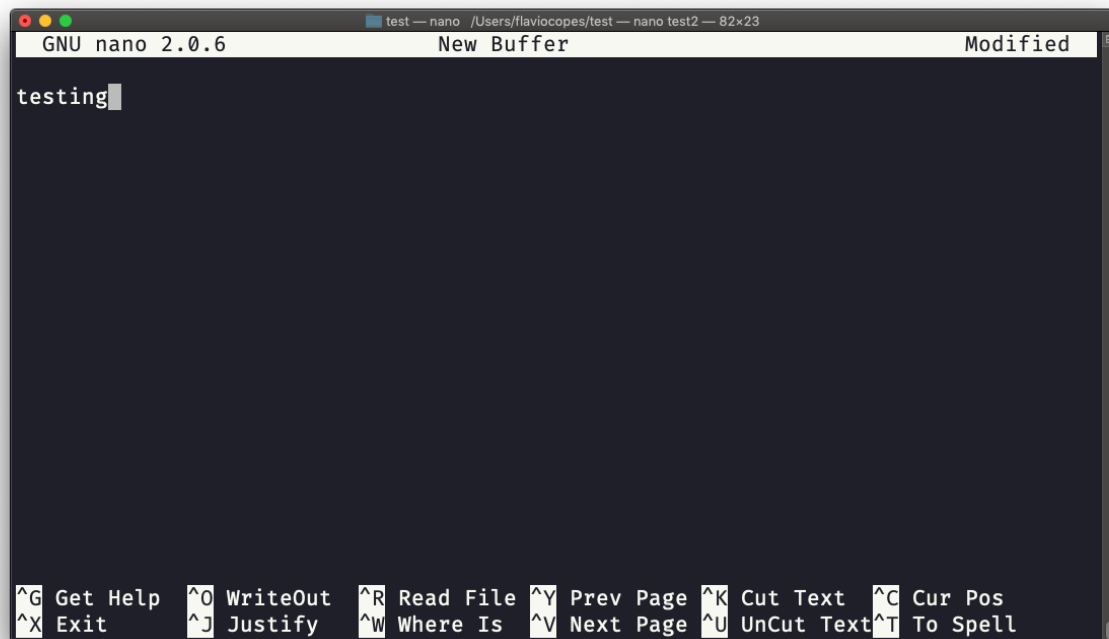 test — nano /Users/flaviocopes/test — nano test2 — 82×23
GNU nano 2.0.6 New Buffer Modified
testing
^G Get Help ^O WriteOut ^R Read File ^Y Prev Page ^K Cut Text ^C Cur Pos
^X Exit ^J Justify ^W Where Is ^V Next Page ^U UnCut Text ^T To Spell